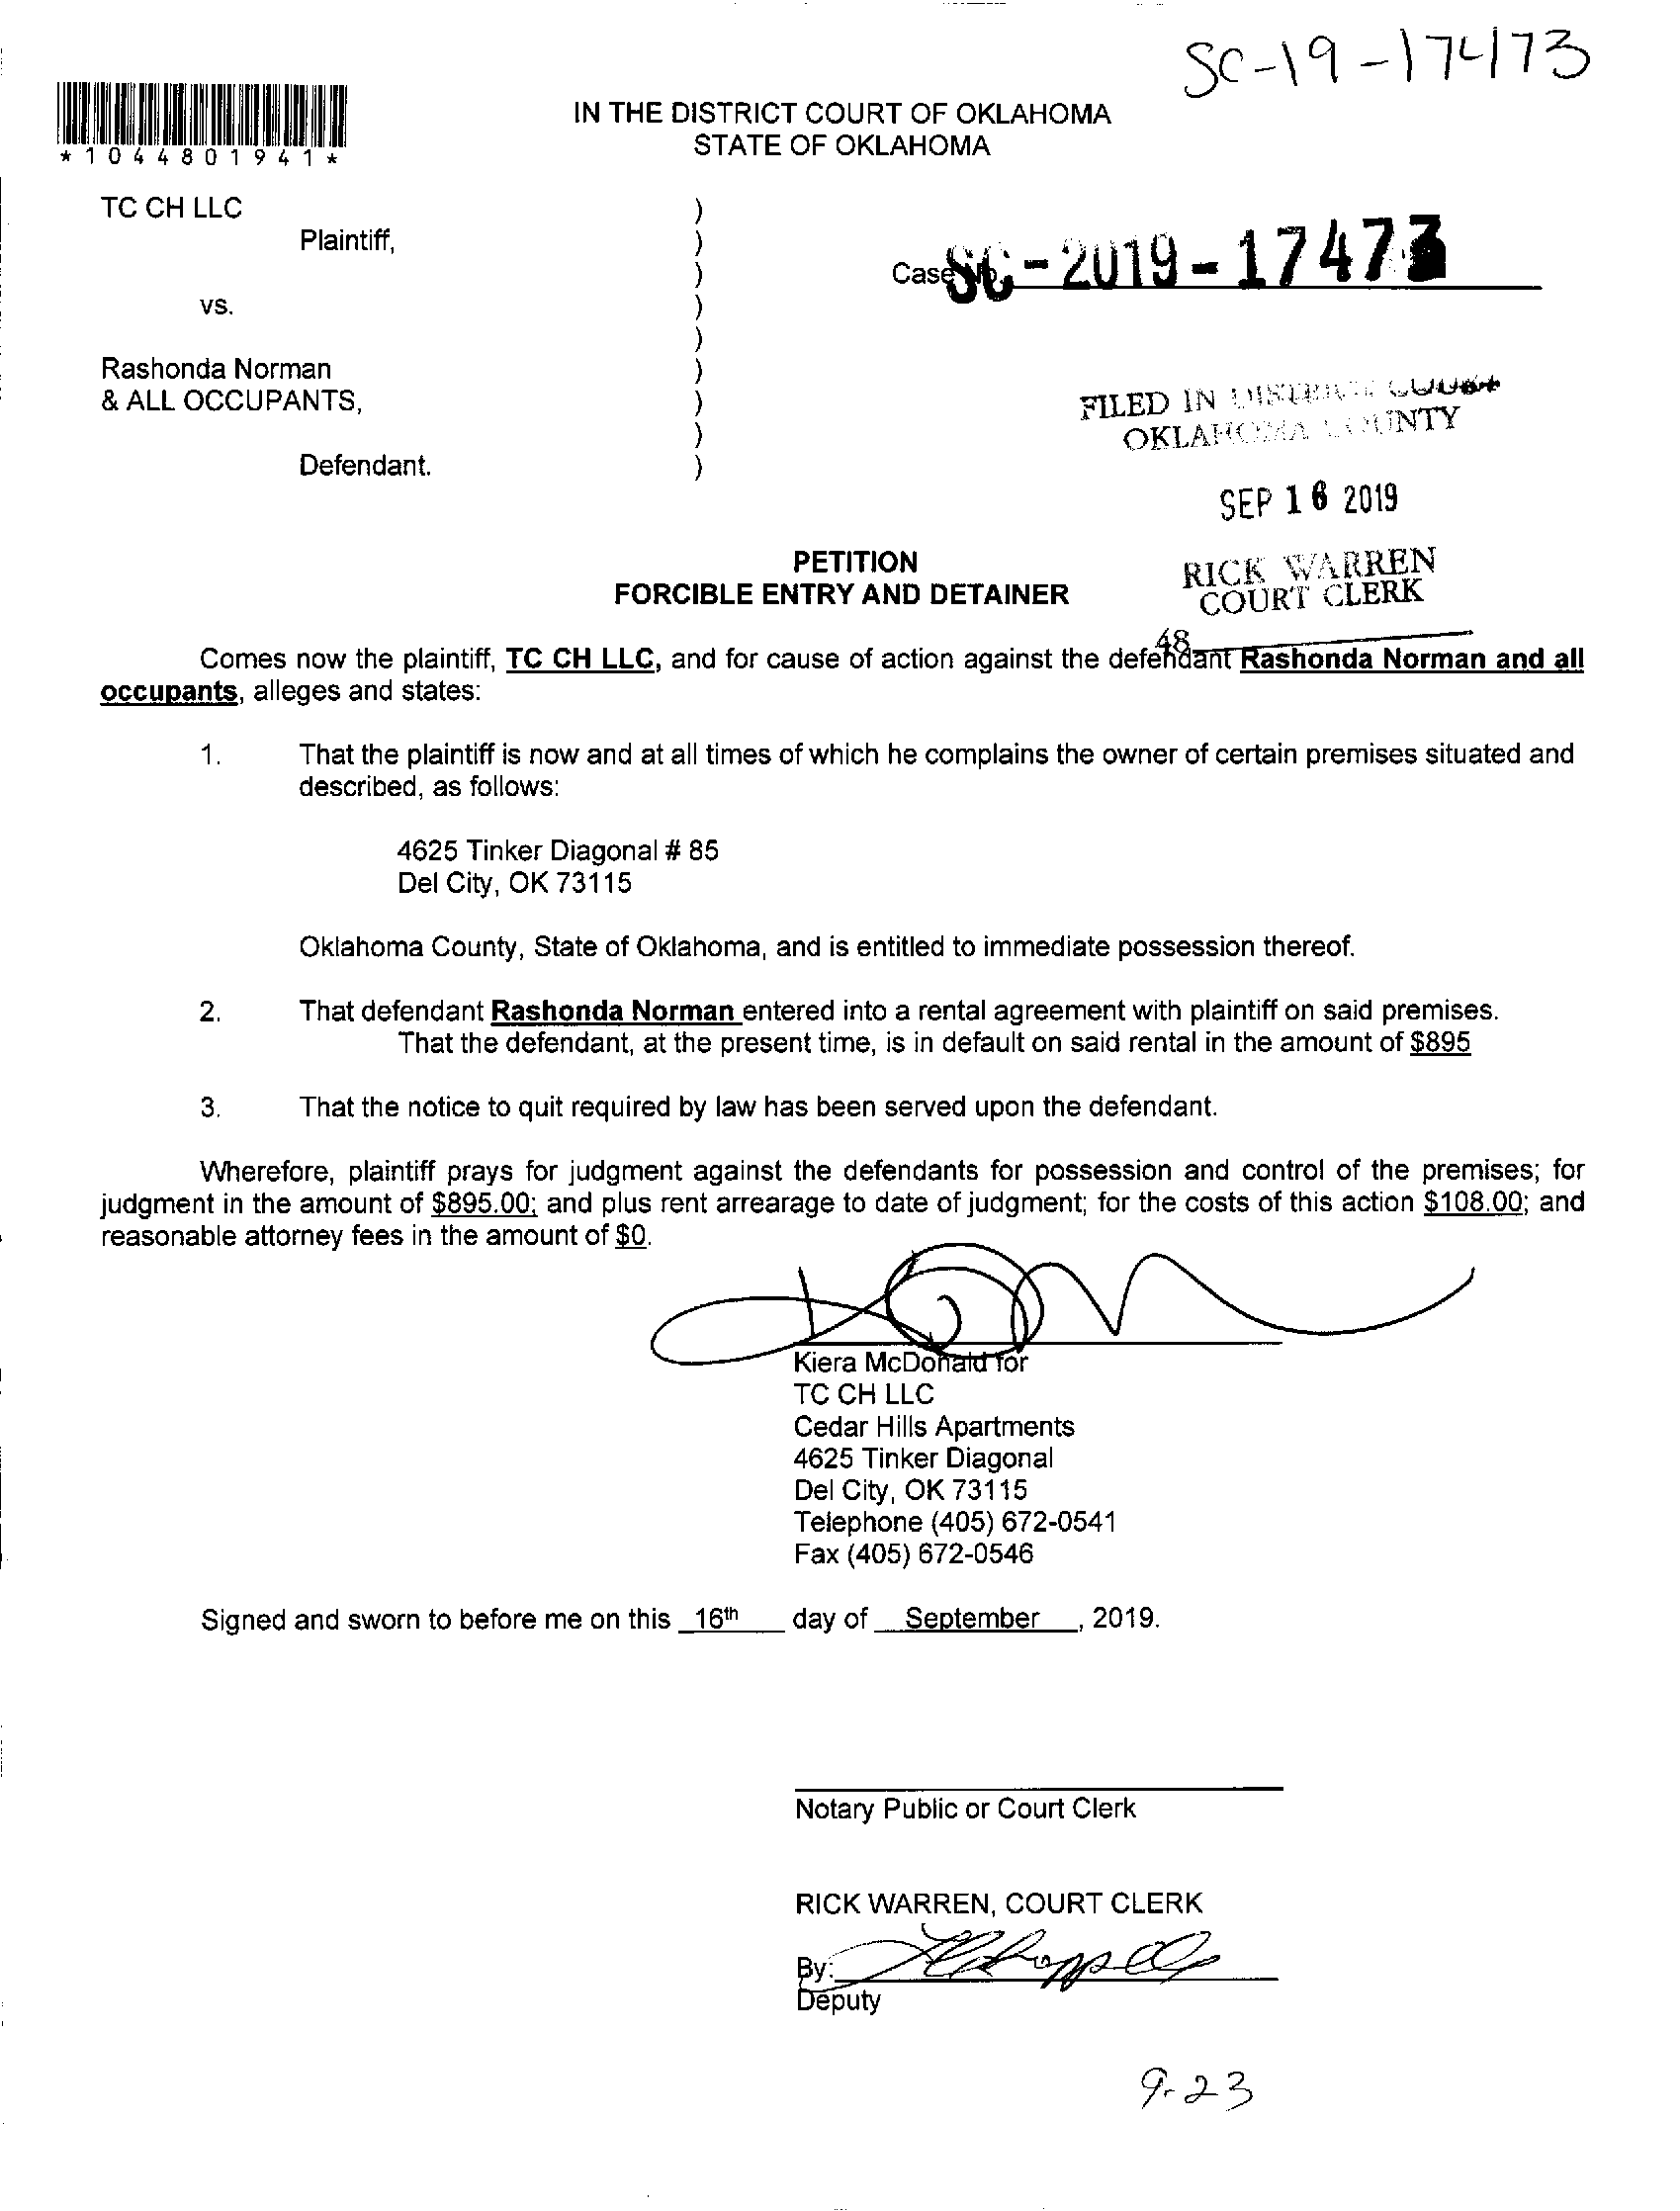 SC-19-17473
*1044801941*
IN THE DISTRICT COURT OF OKLAHOMA
STATE OF OKLAHOMA
TC CH LLC )
Plaintiff, )
)
Case No. SC-2019-17473
vs. )
)
Rashonda Norman )
& ALL OCCUPANTS, )
)
Defendant. )
FILED IN DISTRICT COURT
OKLAHOMA COUNTY
SEP 16 2019
RICK WARREN
COURT CLERK
48
PETITION
FORCIBLE ENTRY AND DETAINER
Comes now the plaintiff, TC CH LLC, and for cause of action against the defendant Rashonda Norman and all
occupants, alleges and states:
1. That the plaintiff is now and at all times of which he complains the owner of certain premises situated and
described, as follows:
4625 Tinker Diagonal # 85
Del City, OK 73115
Oklahoma County, State of Oklahoma, and is entitled to immediate possession thereof.
2. That defendant Rashonda Norman entered into a rental agreement with plaintiff on said premises.
That the defendant, at the present time, is in default on said rental in the amount of $895
3. That the notice to quit required by law has been served upon the defendant.
Wherefore, plaintiff prays for judgment against the defendants for possession and control of the premises; for
judgment in the amount of $895.00; and plus rent arrearage to date of judgment; for the costs of this action $108.00; and
reasonable attorney fees in the amount of $0.
Kiera McDonald for
TC CH LLC
Cedar Hills Apartments
4625 Tinker Diagonal
Del City, OK 73115
Telephone (405) 672-0541
Fax (405) 672-0546
Signed and sworn to before me on this 16th day of September, 2019.
Notary Public or Court Clerk
RICK WARREN, COURT CLERK
By:
Deputy
9-23